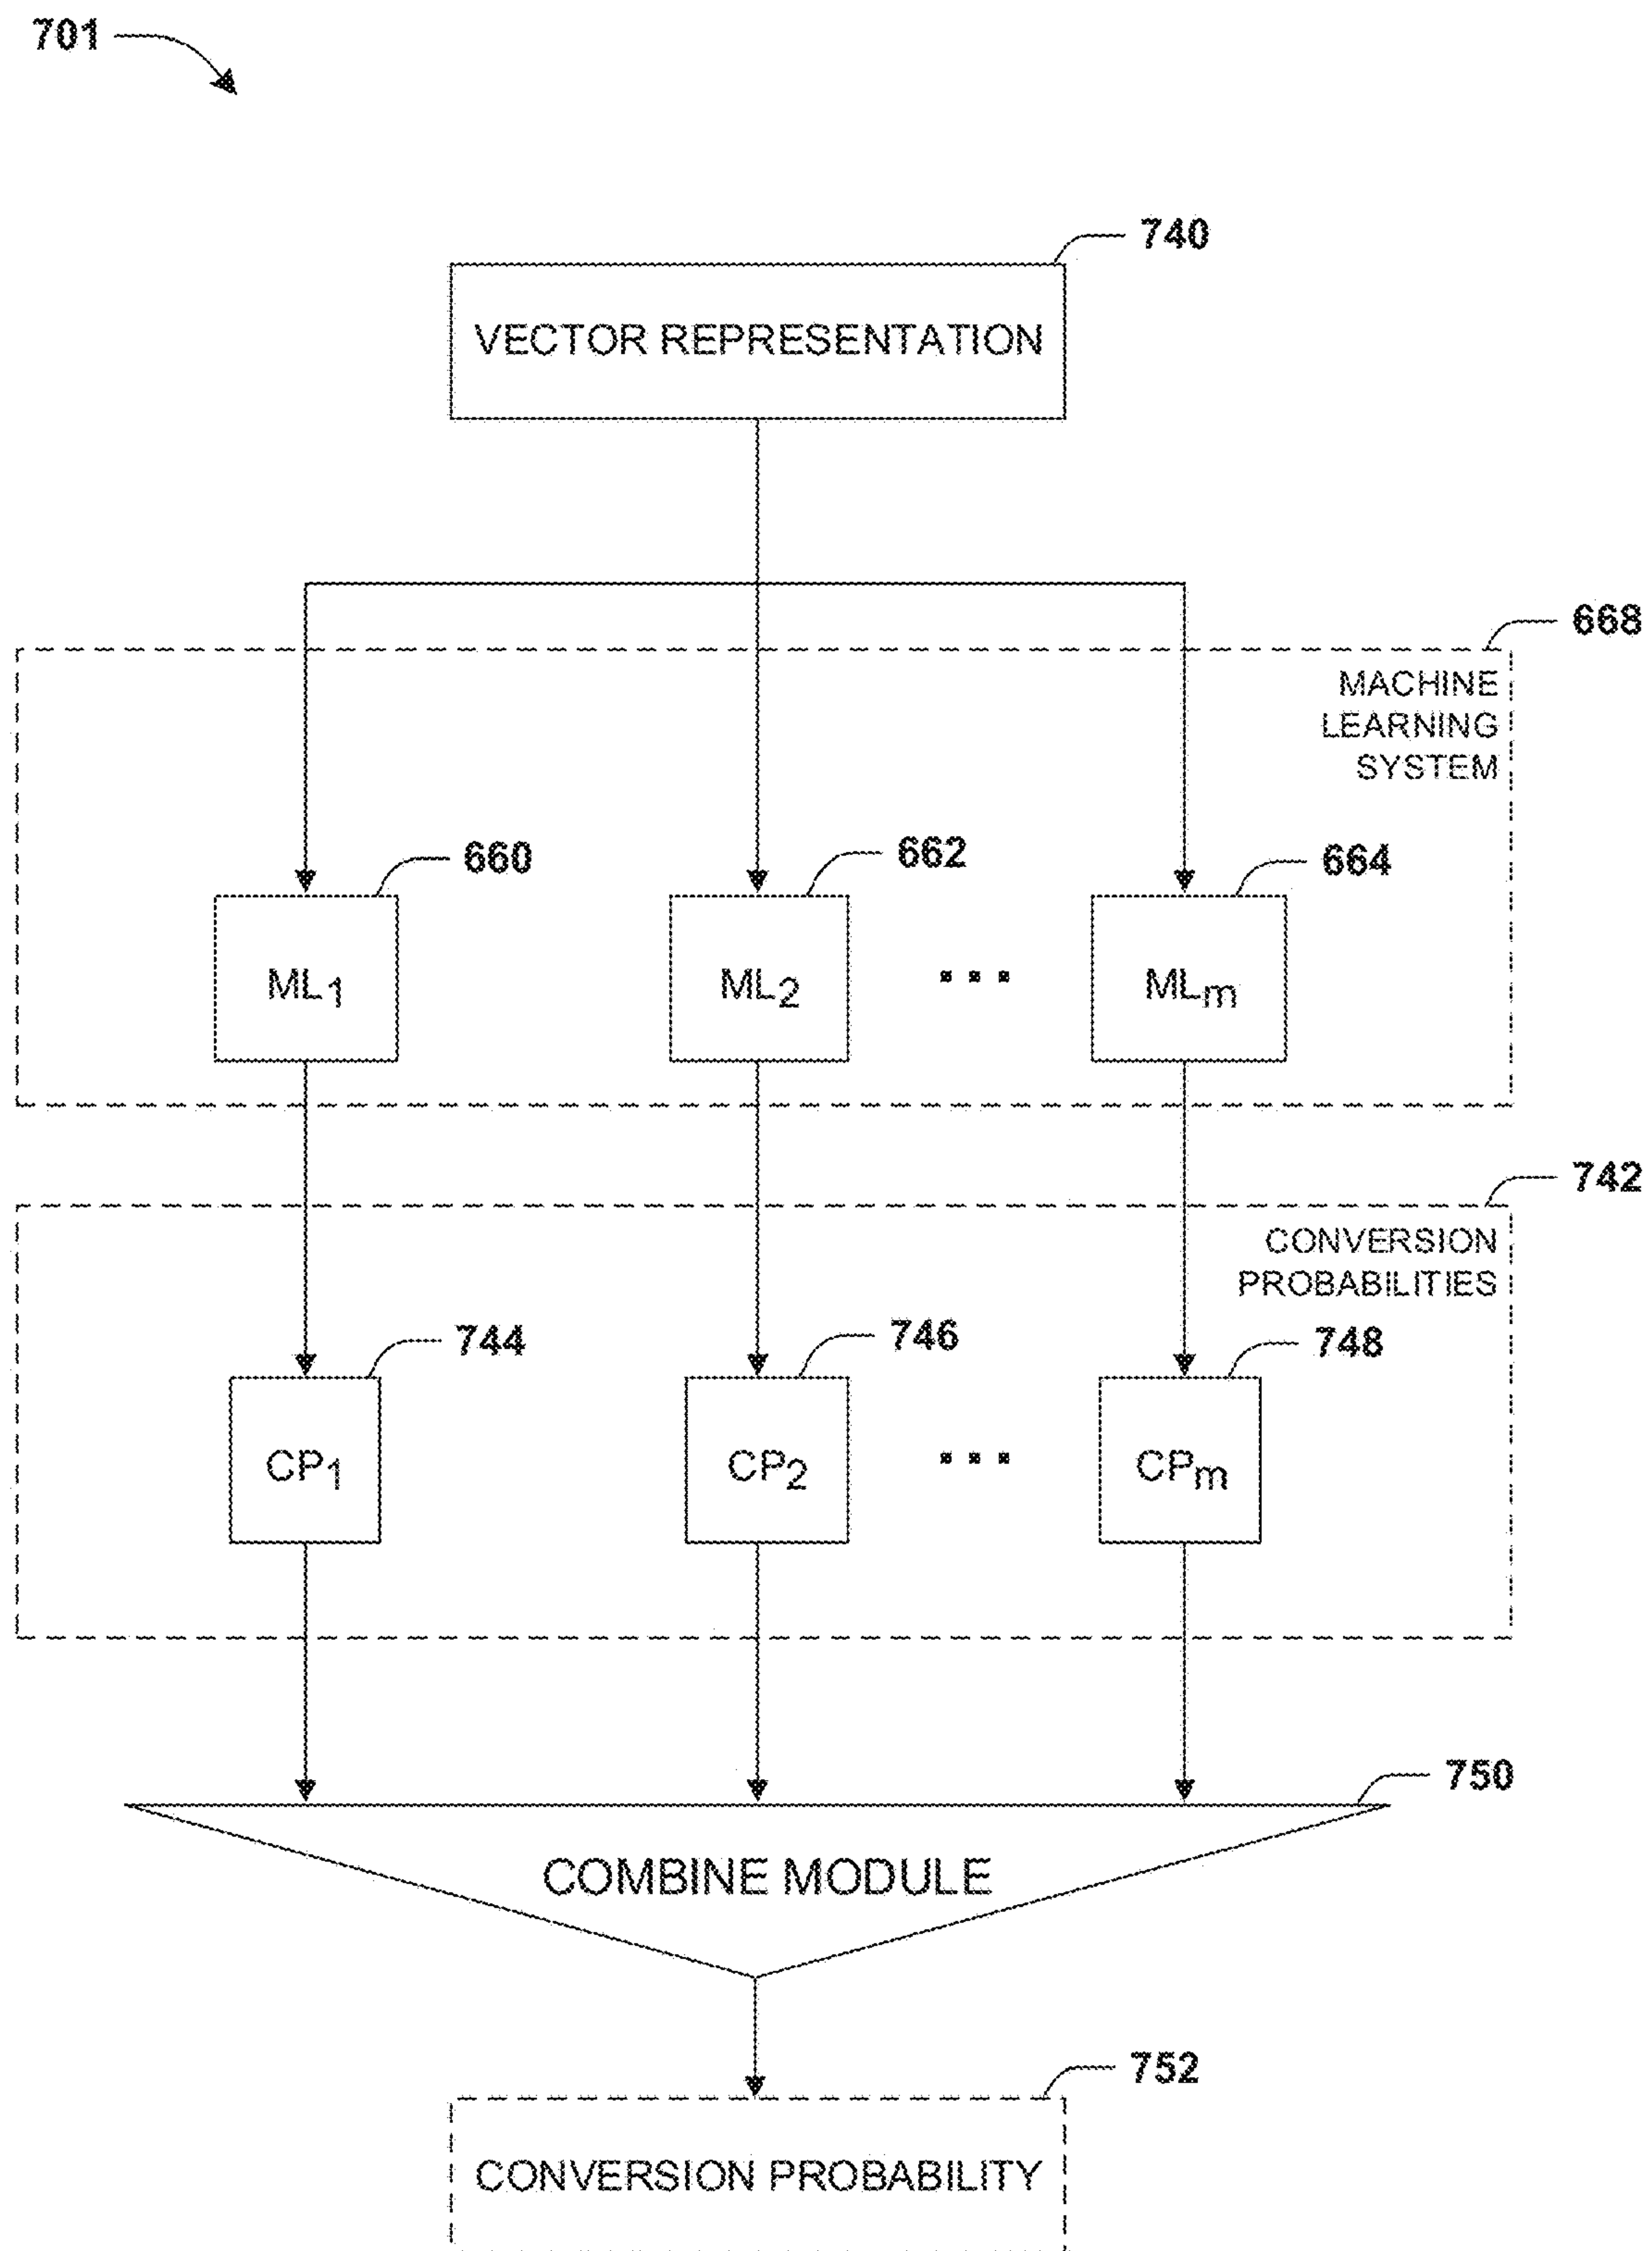 701
740
VECTOR REPRESENTATION
668
MACHINE
LEARNING
SYSTEM
660
662
664
ML1
ML2
...
MLm
742
CONVERSION
PROBABILITIES
744
746
748
CP1
CP2
...
CPm
750
COMBINE MODULE
752
CONVERSION PROBABILITY